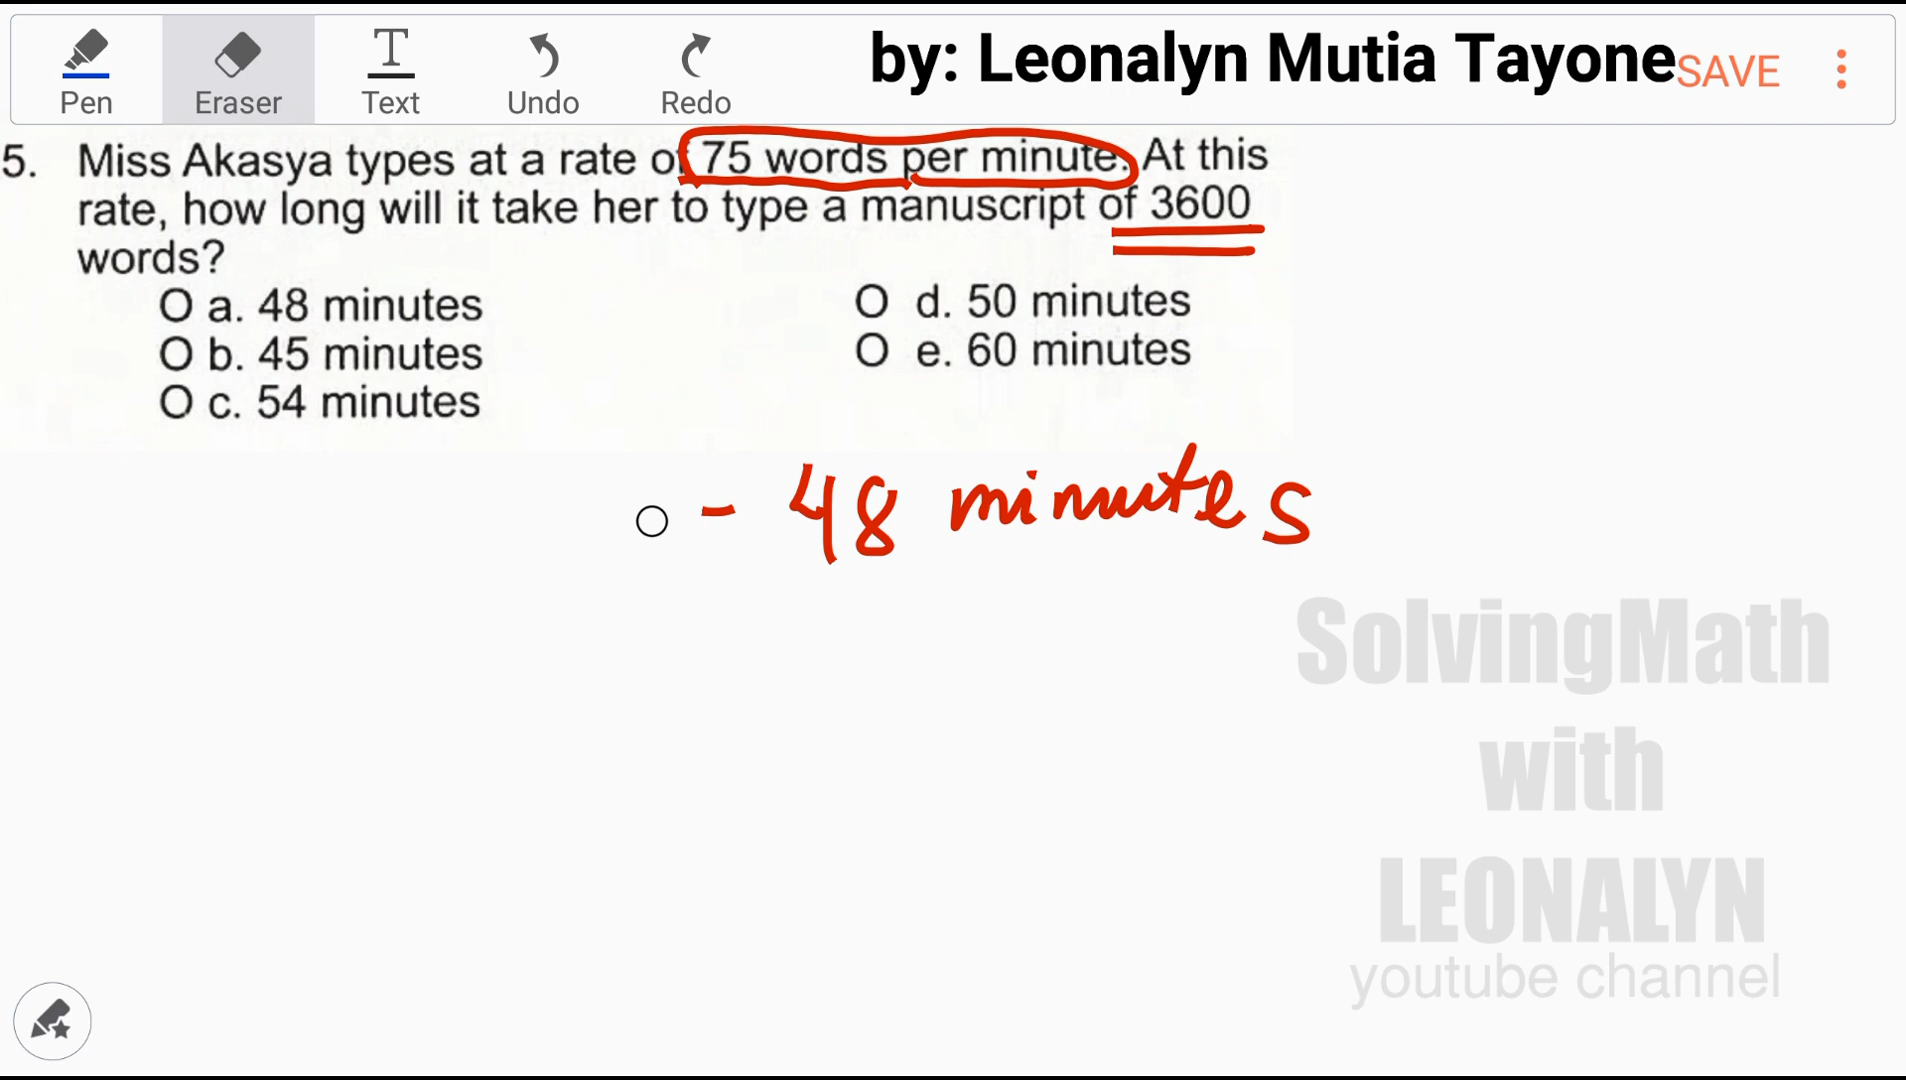 by: Leonalyn Mutia Tayone
SAVE
Pen
Eraser
Text
Undo
Redo
5. Miss Akasya types at a rate of 75 words per minute. At this
rate, how long will it take her to type a manuscript of 3600
words?
O a. 48 minutes
O b. 45 minutes
O c. 54 minutes
O d. 50 minutes
O e. 60 minutes
- 48 minutes
SolvingMath
with
LEONALYN
youtube channel